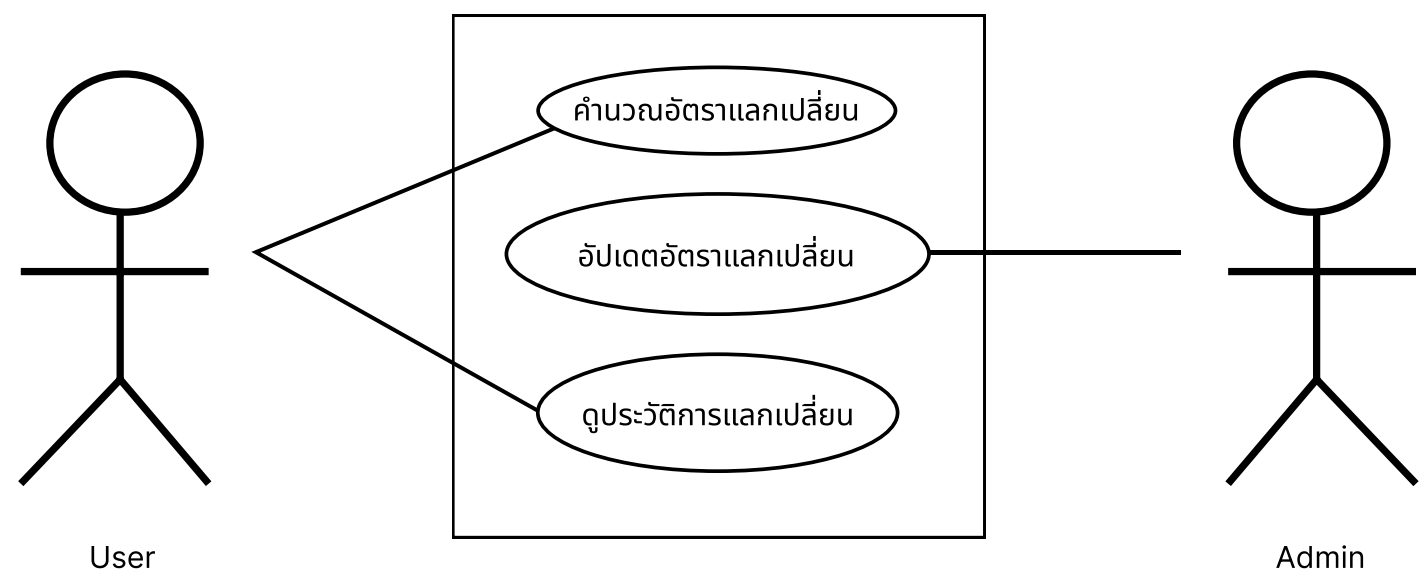 คำนวณอัตราแลกเปลี่ยน
อัปเดตอัตราแลกเปลี่ยน
ดูประวัติการแลกเปลี่ยน
User
Admin